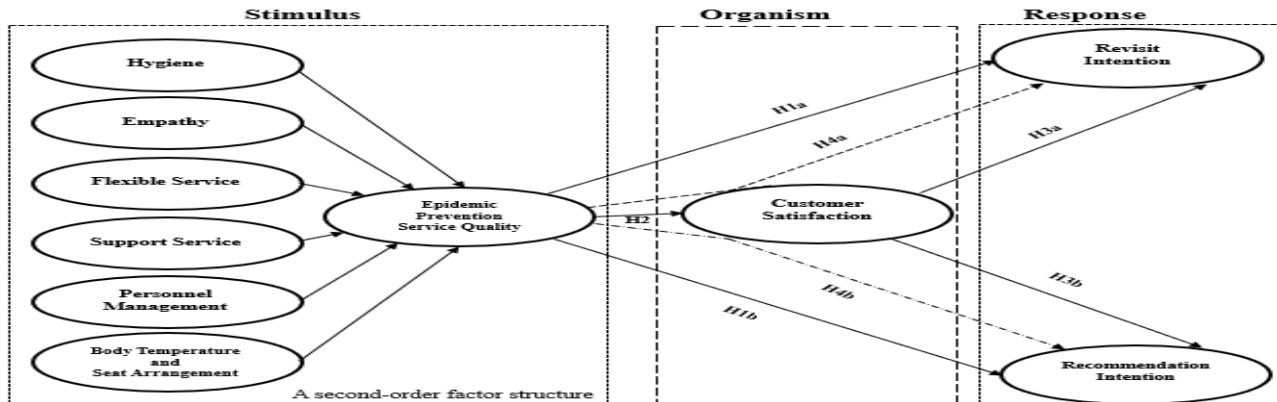 Stimulus
Organism
Response
Hygiene
Empathy
Flexible Service
Support Service
Personnel
Management
Body Temperature
and
Seat Arrangement
Epidemic
Prevention
Service Quality
A second-order factor structure
H1a
H4a
H2
H4b
H1b
Customer
Satisfaction
H3a
H3b
Revisit
Intention
Recommendation
Intention